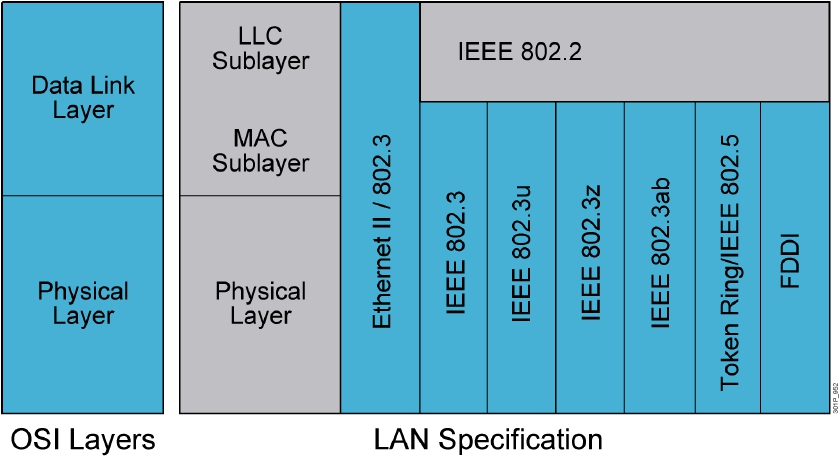 Data Link
Layer
Physical
Layer
OSI Layers
LLC
Sublayer
MAC
Sublayer
Physical
Layer
Ethernet II / 802.3
IEEE 802.2
IEEE 802.3
IEEE 802.3u
IEEE 802.3z
IEEE 802.3ab
Token Ring/IEEE 802.5
FDDI
LAN Specification
301P_952